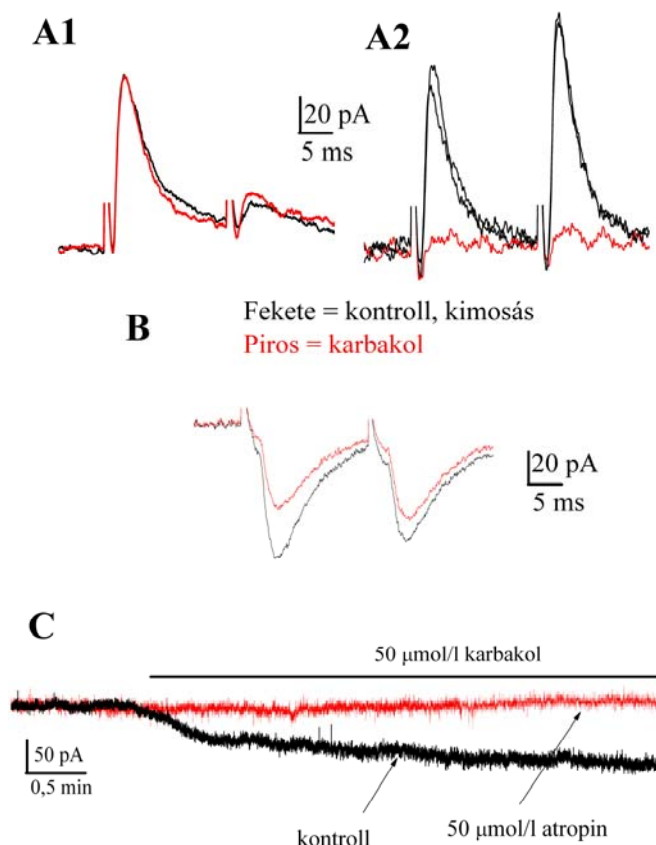 A1
A2
20 pA
5 ms
Fekete = kontroll, kimosás
B
Piros = karbakol
20 pA
5 ms
C
50 μmol/l karbakol
50 pA
0,5 min
kontroll
50 μmol/l atropin